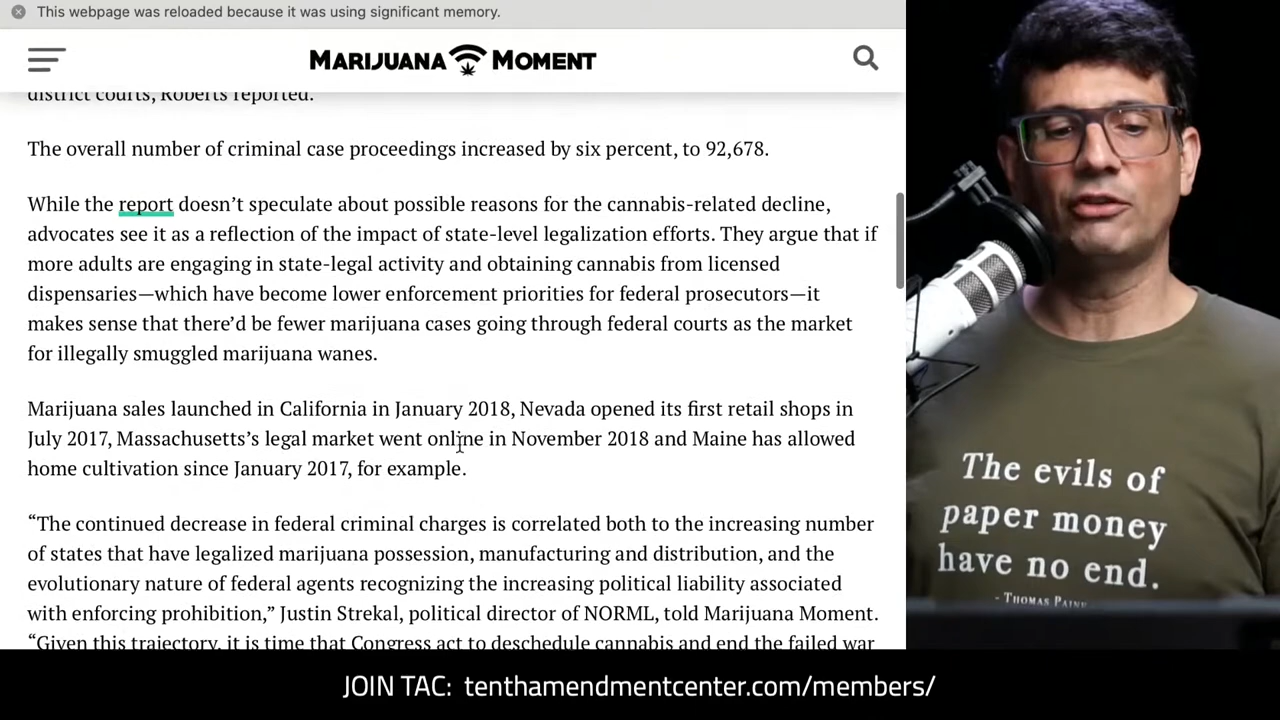 This webpage was reloaded because it was using significant memory.
MARIJUANA MOMENT
district courts, Roberts reported.
The overall number of criminal case proceedings increased by six percent, to 92,678.
While the report doesn’t speculate about possible reasons for the cannabis-related decline,
advocates see it as a reflection of the impact of state-level legalization efforts. They argue that if
more adults are engaging in state-legal activity and obtaining cannabis from licensed
dispensaries—which have become lower enforcement priorities for federal prosecutors—it
makes sense that there’d be fewer marijuana cases going through federal courts as the market
for illegally smuggled marijuana wanes.
Marijuana sales launched in California in January 2018, Nevada opened its first retail shops in
July 2017, Massachusetts’s legal market went online in November 2018 and Maine has allowed
home cultivation since January 2017, for example.
“The continued decrease in federal criminal charges is correlated both to the increasing number
of states that have legalized marijuana possession, manufacturing and distribution, and the
evolutionary nature of federal agents recognizing the increasing political liability associated
with enforcing prohibition,” Justin Strekal, political director of NORML, told Marijuana Moment.
“Given this trajectory, it is time that Congress act to deschedule cannabis and end the failed war
The evils of
paper money
have no end.
- THOMAS PAINE
JOIN TAC: tenthamendmentcenter.com/members/